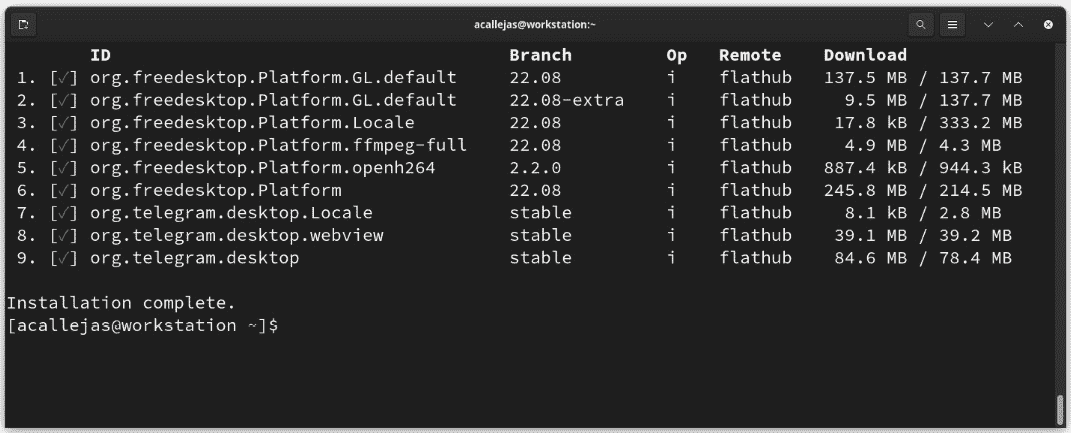 acallejas@workstation:~
ID Branch Op Remote Download
1. [✓] org.freedesktop.Platform.GL.default 22.08 i flathub 137.5 MB / 137.7 MB
2. [✓] org.freedesktop.Platform.GL.default 22.08-extra i flathub 9.5 MB / 137.7 MB
3. [✓] org.freedesktop.Platform.Locale 22.08 i flathub 17.8 kB / 333.2 MB
4. [✓] org.freedesktop.Platform.ffmpeg-full 22.08 i flathub 4.9 MB / 4.3 MB
5. [✓] org.freedesktop.Platform.openh264 2.2.0 i flathub 887.4 kB / 944.3 kB
6. [✓] org.freedesktop.Platform 22.08 i flathub 245.8 MB / 214.5 MB
7. [✓] org.telegram.desktop.Locale stable i flathub 8.1 kB / 2.8 MB
8. [✓] org.telegram.desktop.webview stable i flathub 39.1 MB / 39.2 MB
9. [✓] org.telegram.desktop stable i flathub 84.6 MB / 78.4 MB
Installation complete.
[acallejas@workstation ~]$